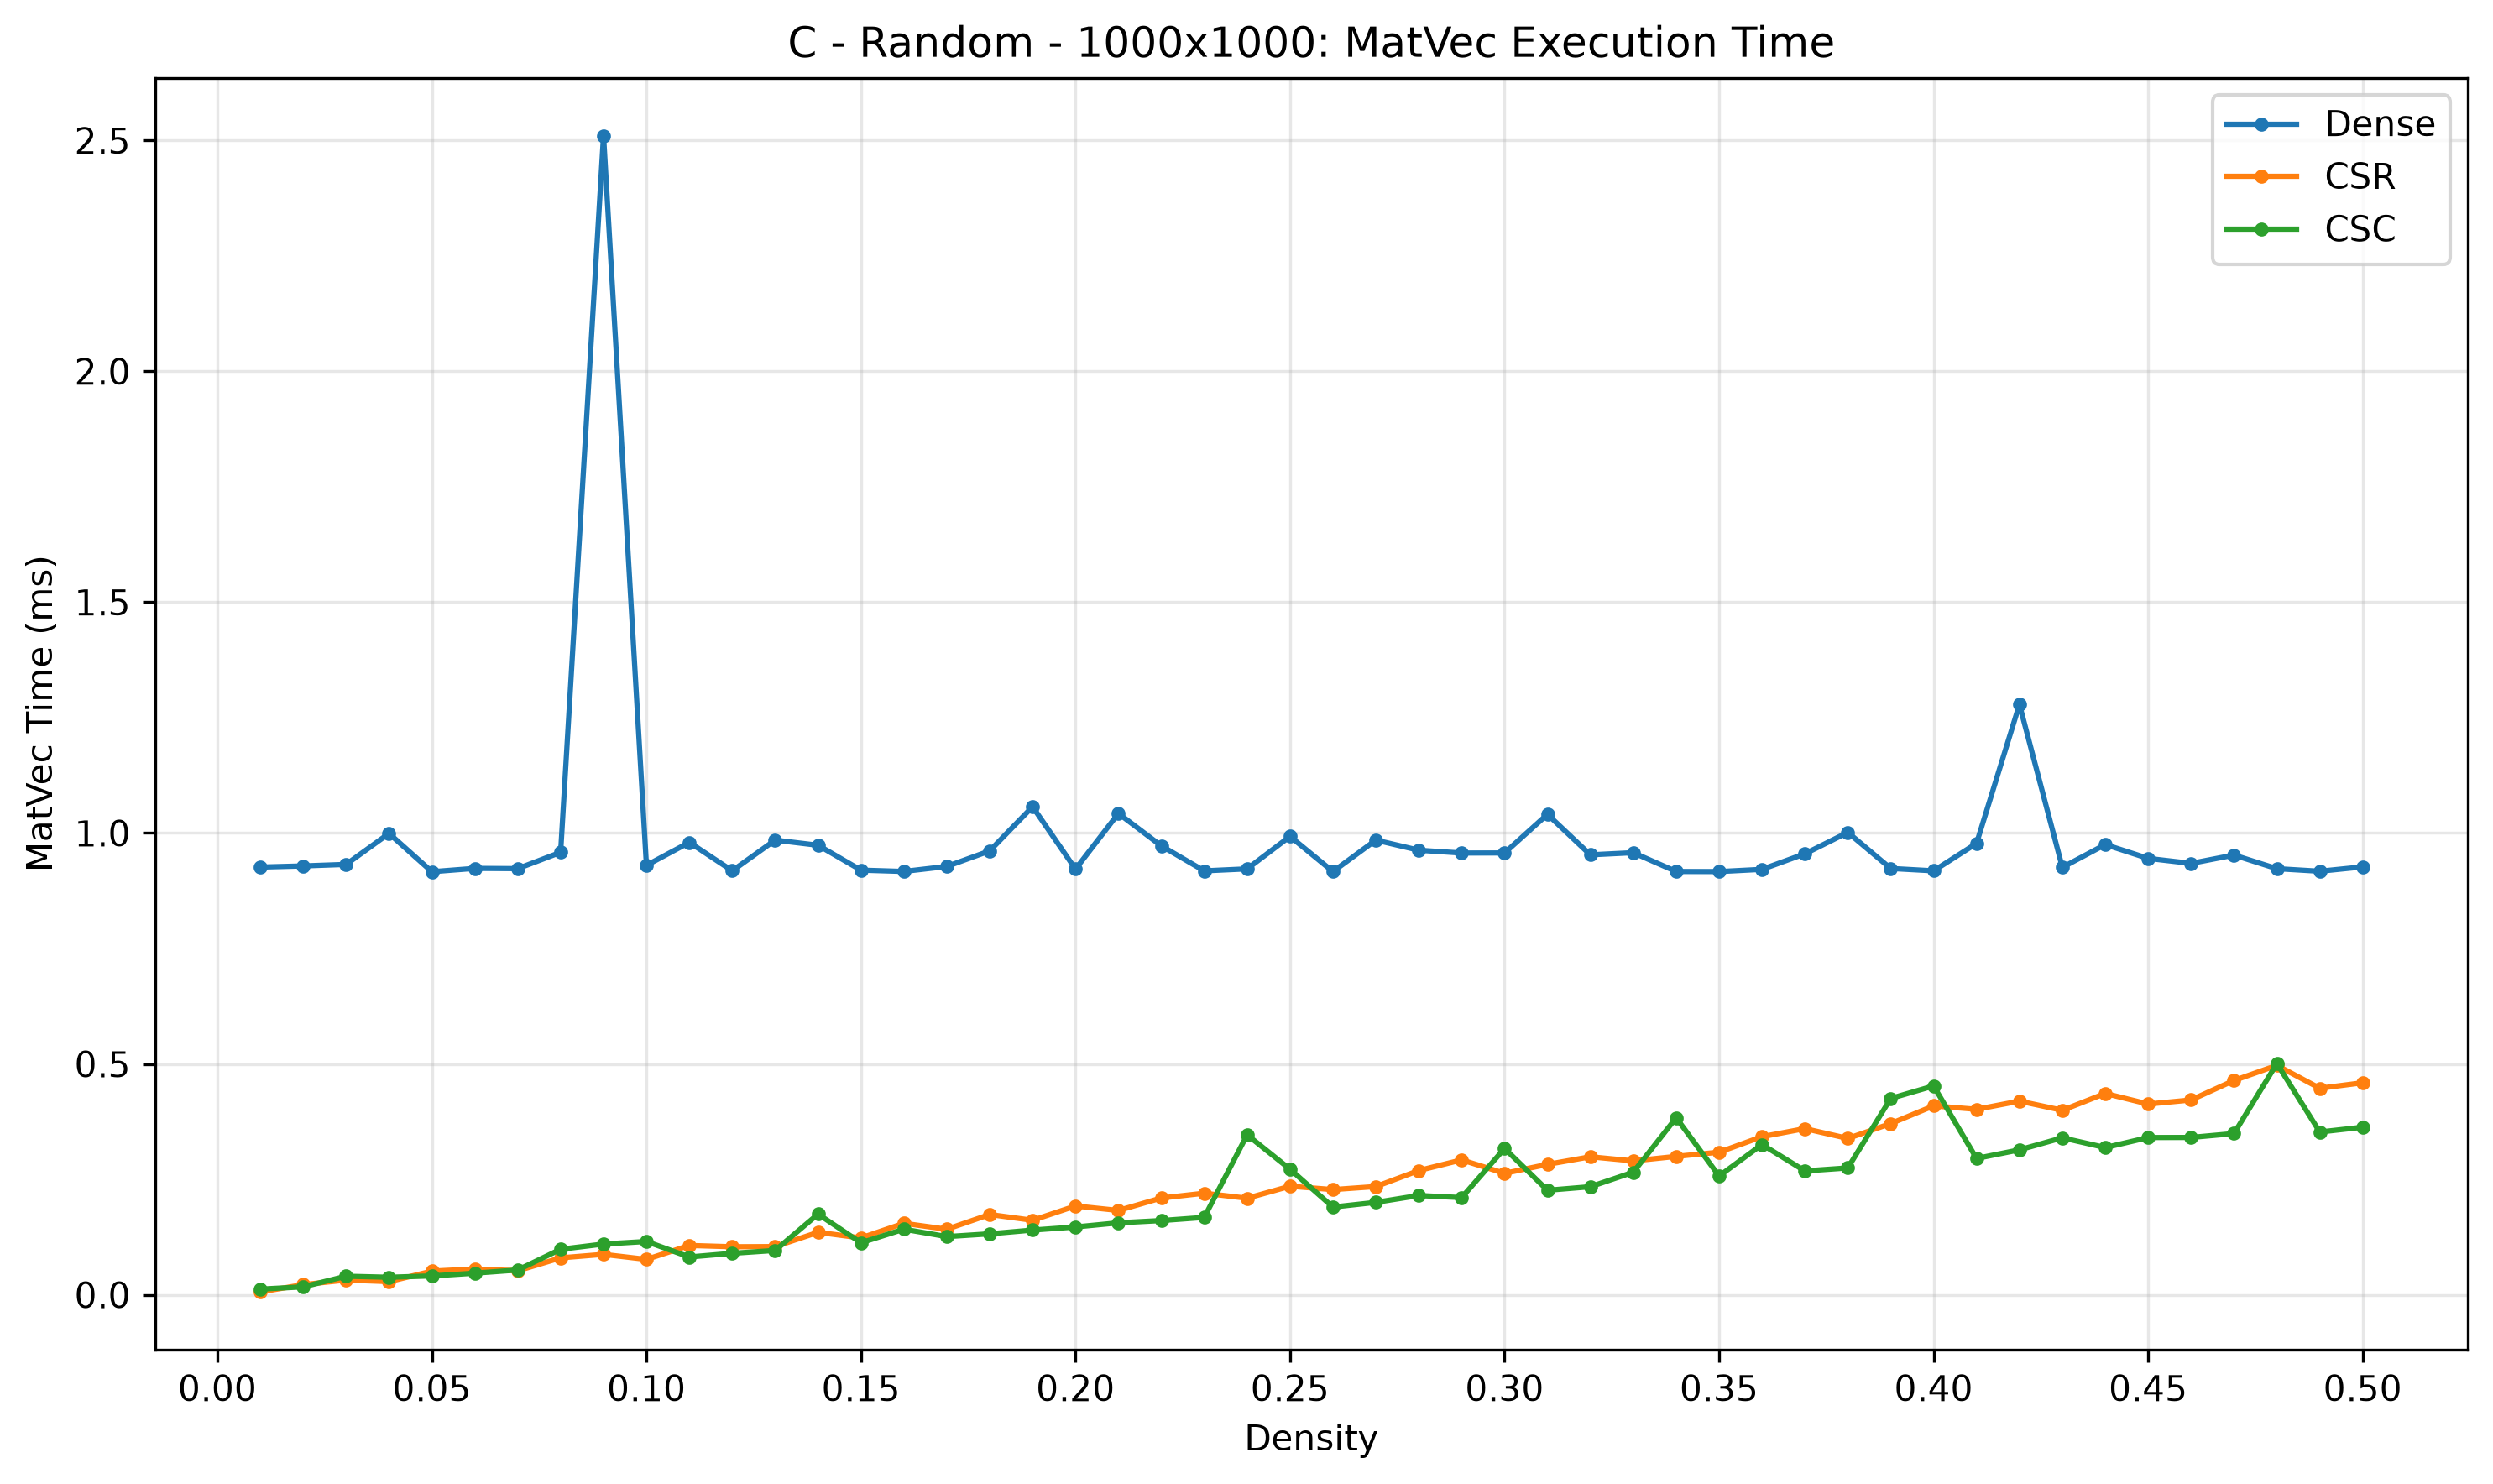 C - Random - 1000x1000: MatVec Execution Time
Dense
CSR
CSC
MatVec Time (ms)
2.5
2.0
1.5
1.0
0.5
0.0
0.00 0.05 0.10 0.15 0.20 0.25 0.30 0.35 0.40 0.45 0.50
Density